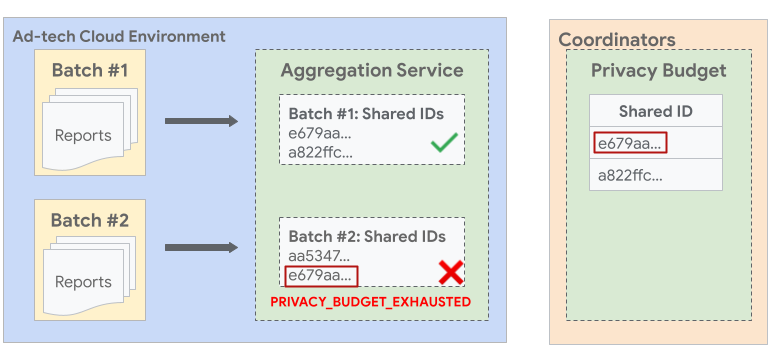 Ad-tech Cloud Environment
Batch #1
Reports
Batch #2
Reports
Aggregation Service
Batch #1: Shared IDs
e679aa...
a822ffc...
Batch #2: Shared IDs
aa5347...
e679aa...
PRIVACY_BUDGET_EXHAUSTED
Coordinators
Privacy Budget
Shared ID
e679aa...
a822ffc...